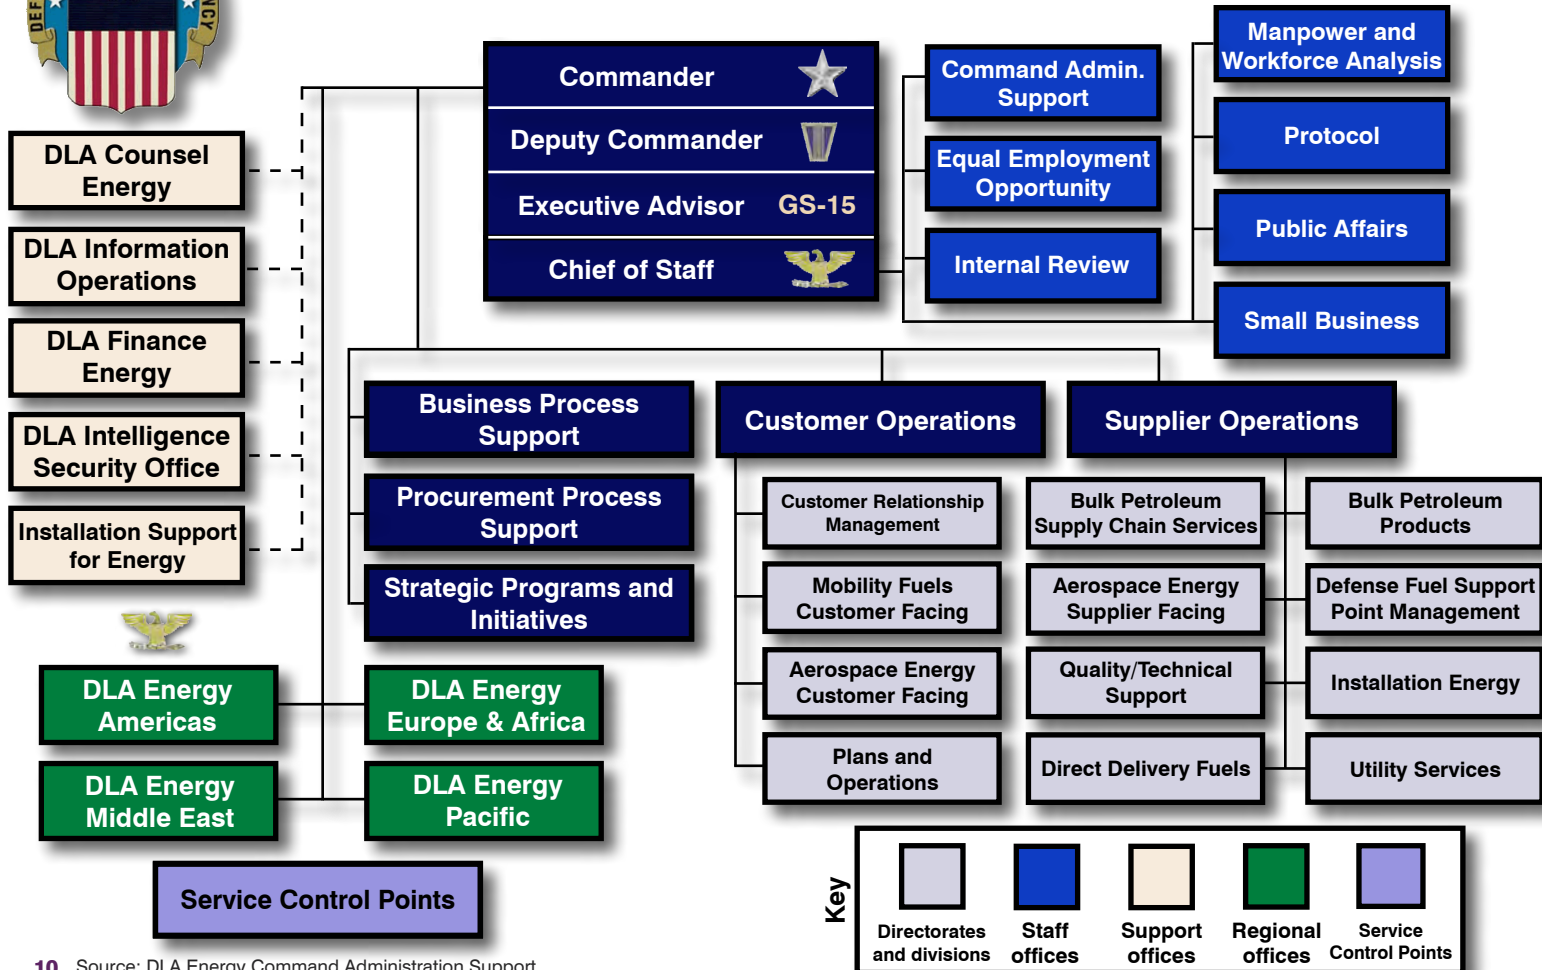 DEF
NCY
Commander
Deputy Commander
Executive Advisor GS-15
Chief of Staff
Command Admin.
Support
Equal Employment
Opportunity
Internal Review
Manpower and
Workforce Analysis
Protocol
Public Affairs
Small Business
DLA Counsel
Energy
DLA Information
Operations
DLA Finance
Energy
DLA Intelligence
Security Office
Installation Support
for Energy
Business Process
Support
Procurement Process
Support
Strategic Programs and
Initiatives
Customer Operations
Customer Relationship
Management
Mobility Fuels
Customer Facing
Aerospace Energy
Customer Facing
Plans and
Operations
Supplier Operations
Bulk Petroleum
Supply Chain Services
Aerospace Energy
Supplier Facing
Quality/Technical
Support
Direct Delivery Fuels
Bulk Petroleum
Products
Defense Fuel Support
Point Management
Installation Energy
Utility Services
DLA Energy
Americas
DLA Energy
Europe & Africa
DLA Energy
Middle East
DLA Energy
Pacific
Service Control Points
Key
Directorates
and divisions
Staff
offices
Support
offices
Regional
offices
Service
Control Points
10 Source: DLA Energy Command Administration Support